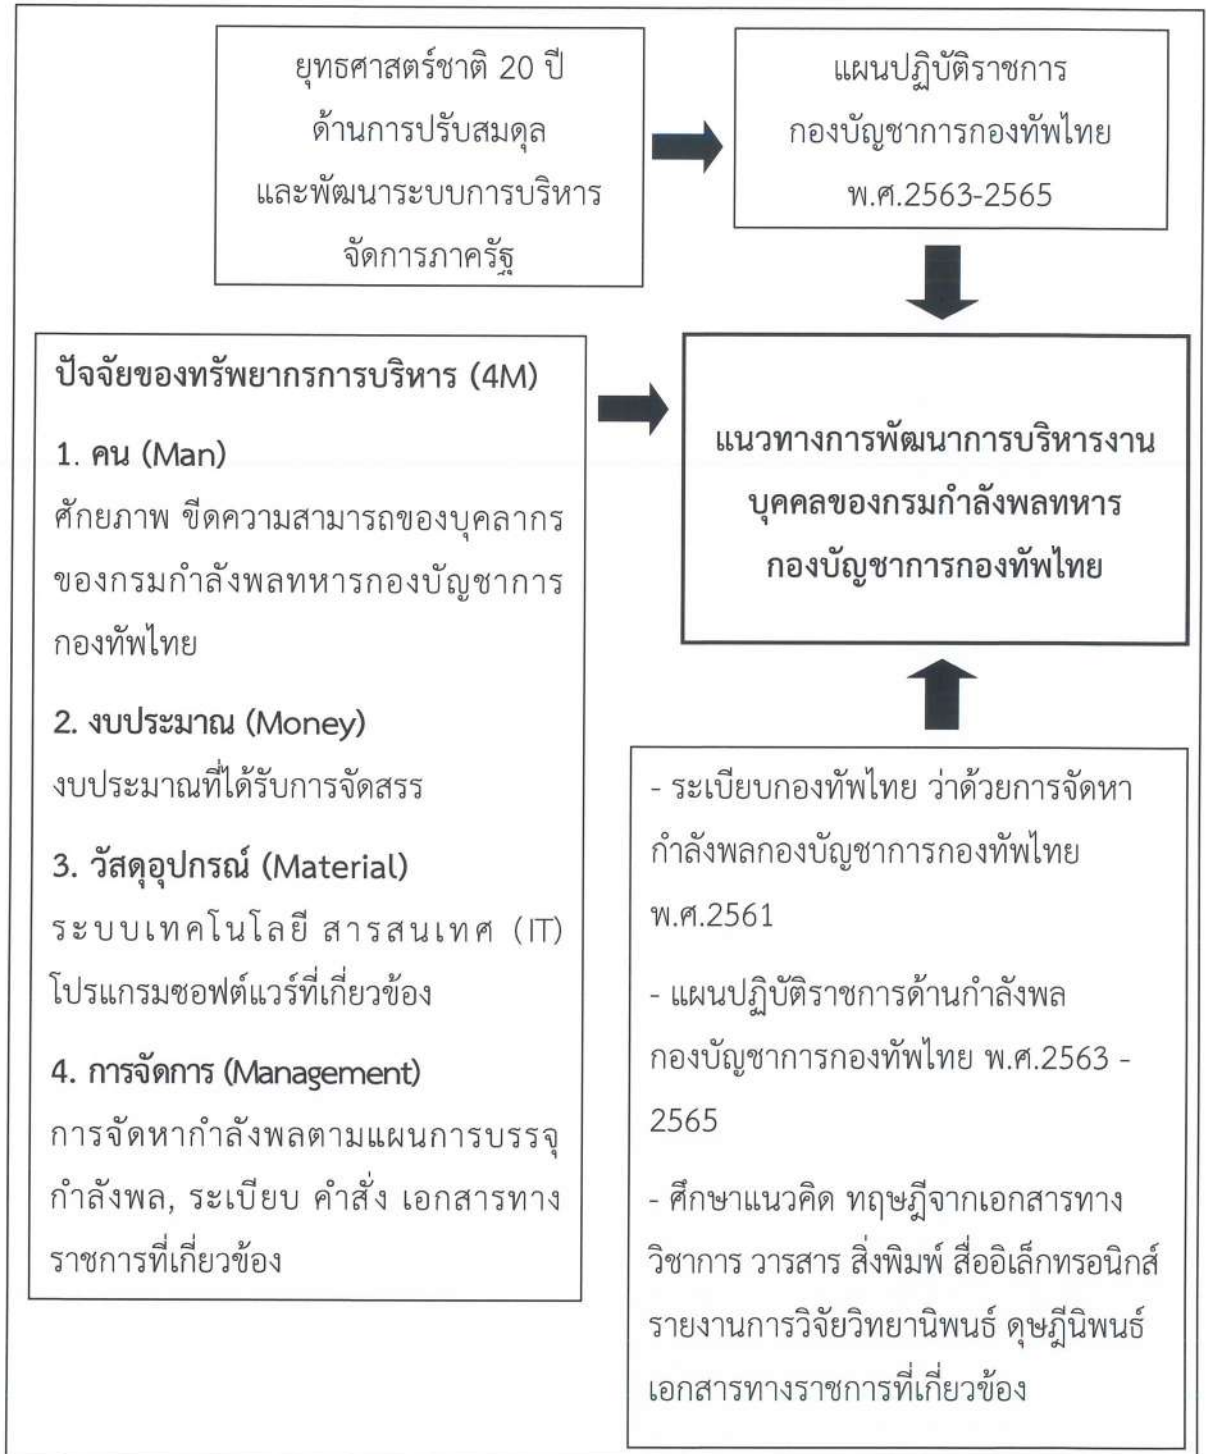 ยุทธศาสตร์ชาติ 20 ปี
ด้านการปรับสมดุล
และพัฒนาระบบการบริหาร
จัดการภาครัฐ
แผนปฏิบัติราชการ
กองบัญชาการกองทัพไทย
พ.ศ.2563-2565
ปัจจัยของทรัพยากรการบริหาร (4M)
1. คน (Man)
ศักยภาพ ขีดความสามารถของบุคลากร
ของกรมกำลังพลทหารกองบัญชาการ
กองทัพไทย
2. งบประมาณ (Money)
งบประมาณที่ได้รับการจัดสรร
3. วัสดุอุปกรณ์ (Material)
ระบบเทคโนโลยี สารสนเทศ (IT)
โปรแกรมซอฟต์แวร์ที่เกี่ยวข้อง
4. การจัดการ (Management)
การจัดหากำลังพลตามแผนการบรรจุ
กำลังพล, ระเบียบ คำสั่ง เอกสารทาง
ราชการที่เกี่ยวข้อง
แนวทางการพัฒนาการบริหารงาน
บุคคลของกรมกำลังพลทหาร
กองบัญชาการกองทัพไทย
- ระเบียบกองทัพไทย ว่าด้วยการจัดหา
กำลังพลกองบัญชาการกองทัพไทย
พ.ศ.2561
- แผนปฏิบัติราชการด้านกำลังพล
กองบัญชาการกองทัพไทย พ.ศ.2563 -
2565
- ศึกษาแนวคิด ทฤษฎีจากเอกสารทาง
วิชาการ วารสาร สิ่งพิมพ์ สื่ออิเล็กทรอนิกส์
รายงานการวิจัยวิทยานิพนธ์ ดุษฎีนิพนธ์
เอกสารทางราชการที่เกี่ยวข้อง